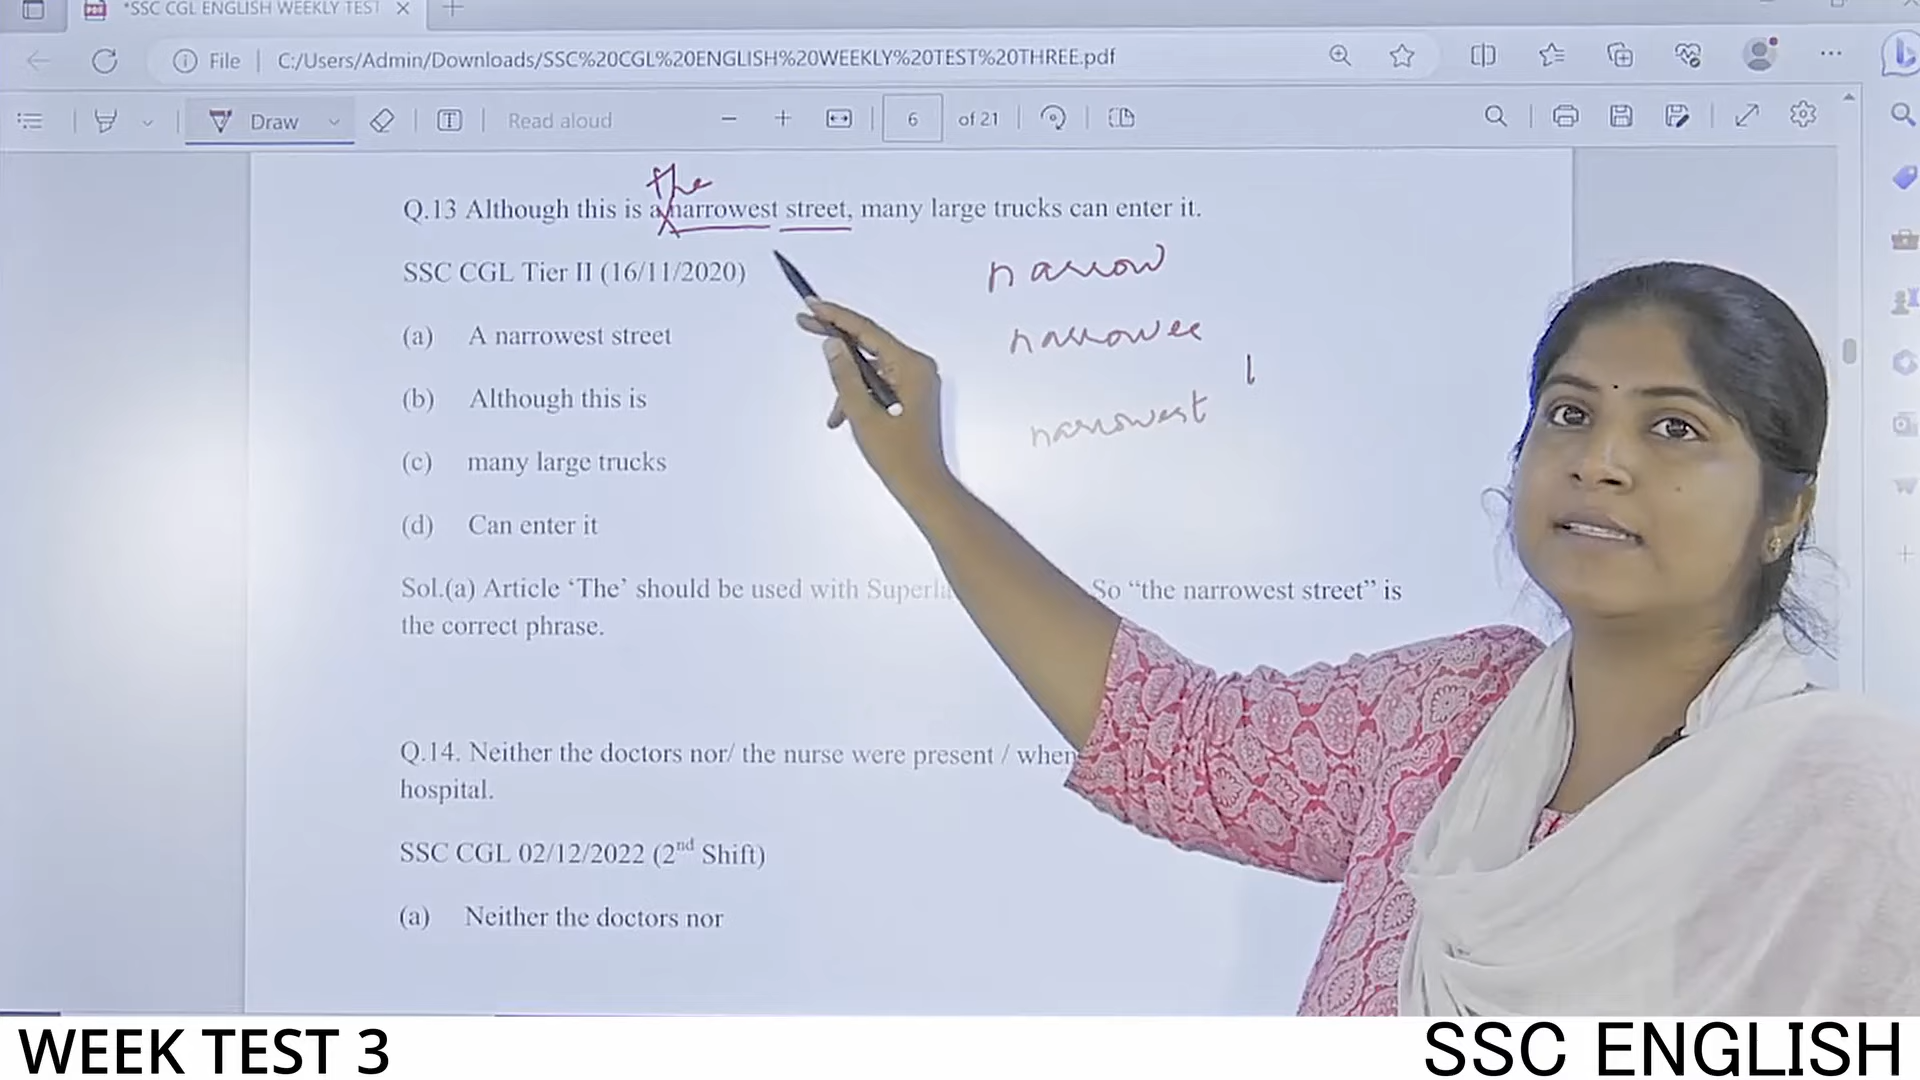 *SSC CGL ENGLISH WEEKLY TEST
File | C:/Users/Admin/Downloads/SSC%20CGL%20ENGLISH%20WEEKLY%20TEST%20THREE.pdf
Draw Read aloud 6 of 21
the
Q.13 Although this is a narrowest street, many large trucks can enter it.
SSC CGL Tier II (16/11/2020)
narrow
(a) A narrowest street
narrower
(b) Although this is
narrowest
(c) many large trucks
(d) Can enter it
Sol.(a) Article ‘The’ should be used with So “the narrowest street” is
the correct phrase.
Q.14. Neither the doctors nor/ the nurse were present / when
hospital.
SSC CGL 02/12/2022 (2nd Shift)
(a) Neither the doctors nor
WEEK TEST 3
SSC ENGLISH